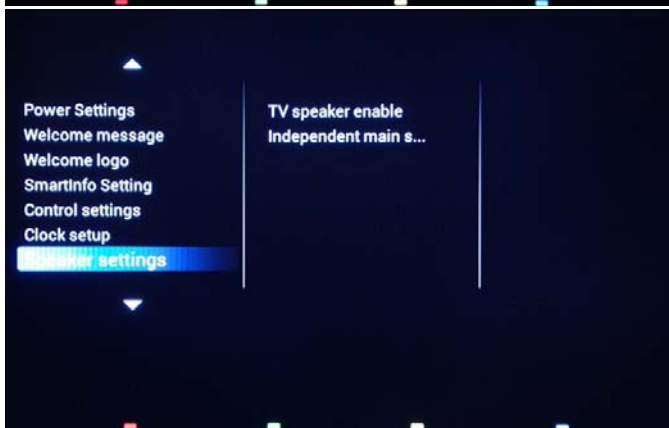 Power Settings
Welcome message
Welcome logo
SmartInfo Setting
Control settings
Clock setup
Speaker settings
TV speaker enable
Independent main s...